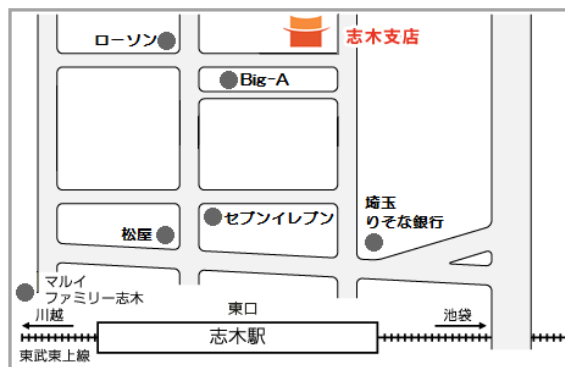 ローソン
志木支店
Big-A
セブンイレブン
松屋
埼玉
りそな銀行
マルイ
ファミリー志木
川越
東口
池袋
志木駅
東武東上線